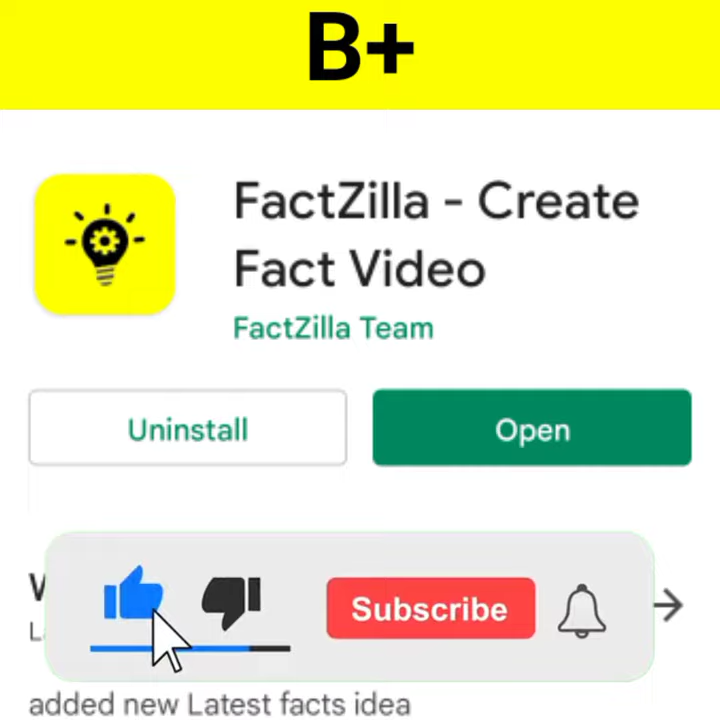 B+
FactZilla - Create
Fact Video
FactZilla Team
Uninstall
Open
Subscribe
added new Latest facts idea